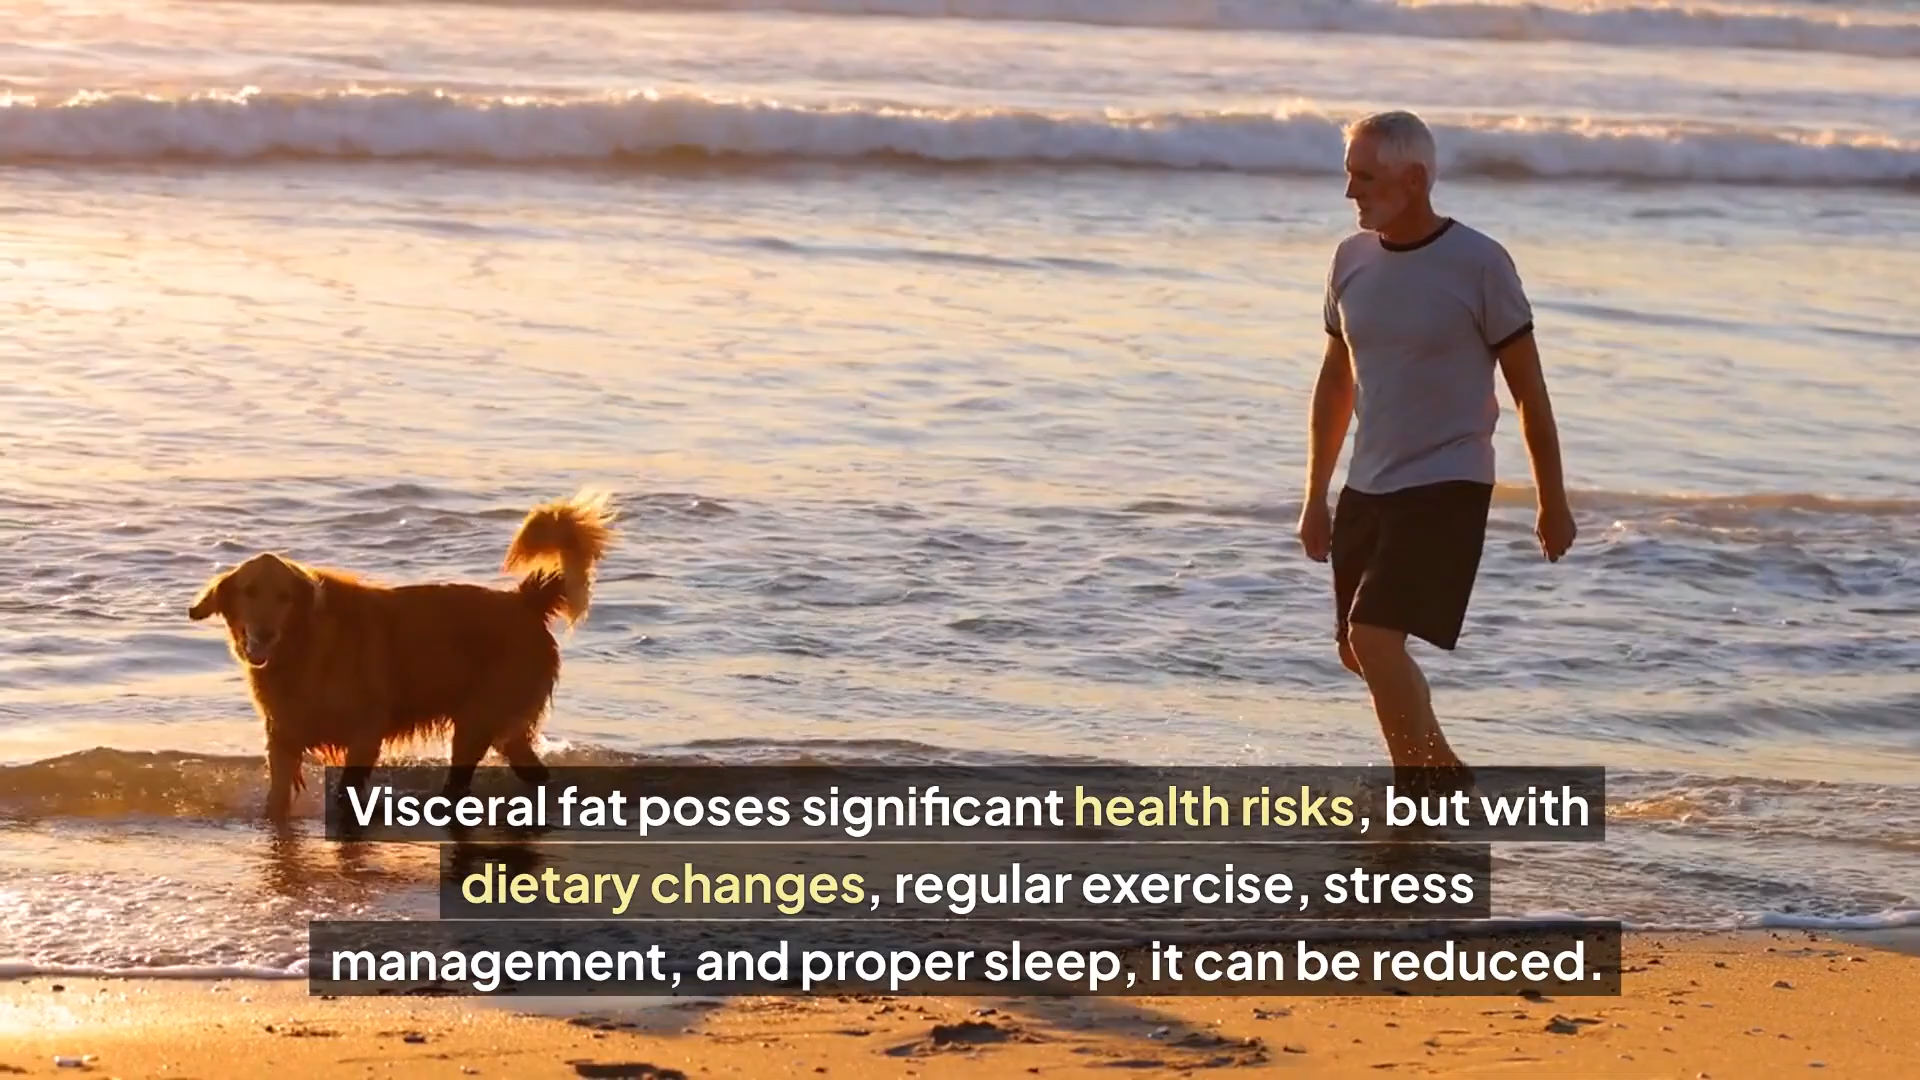 Visceral fat poses significant health risks, but with
dietary changes, regular exercise, stress
management, and proper sleep, it can be reduced.